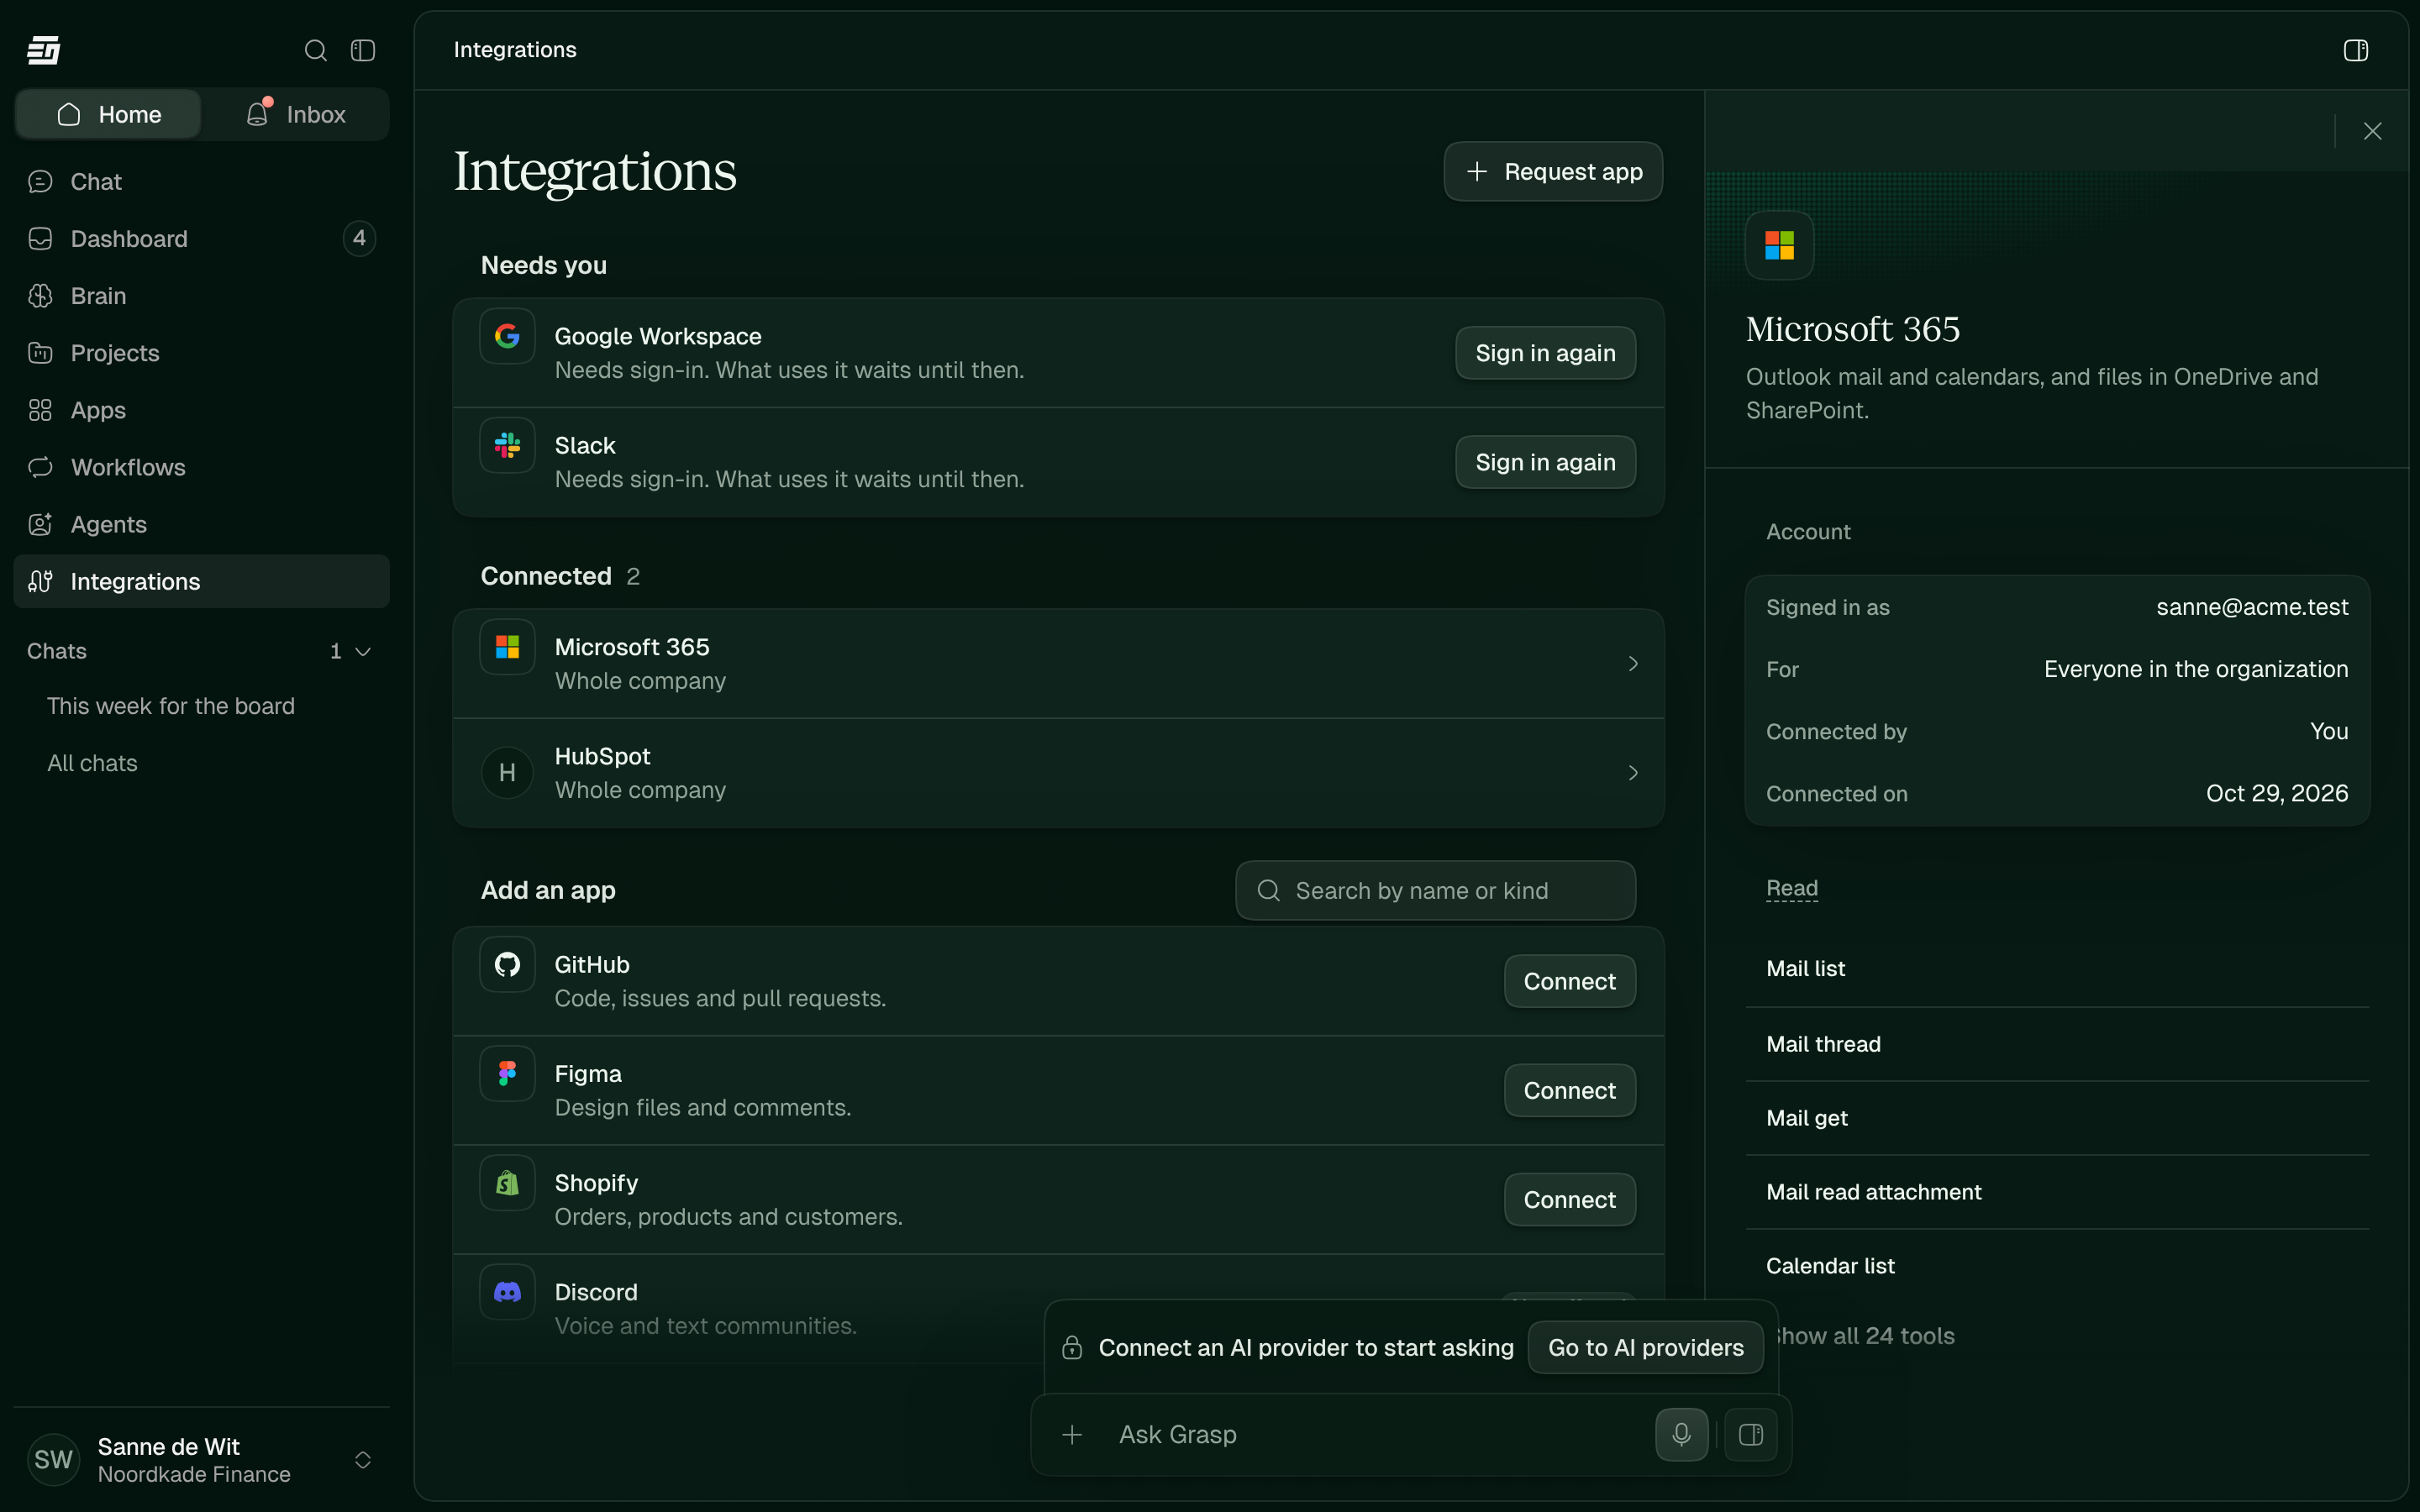 Home
Inbox
Chat
Dashboard
4
Brain
Projects
Apps
Workflows
Agents
Integrations
Chats
1
This week for the board
All chats
SW
Sanne de Wit
Noordkade Finance
Integrations
Integrations
Request app
Needs you
Google Workspace
Needs sign-in. What uses it waits until then.
Sign in again
Slack
Needs sign-in. What uses it waits until then.
Sign in again
Connected 2
Microsoft 365
Whole company
H
HubSpot
Whole company
Add an app
Search by name or kind
GitHub
Code, issues and pull requests.
Connect
Figma
Design files and comments.
Connect
Shopify
Orders, products and customers.
Connect
Discord
Voice and text communities.
Connect an AI provider to start asking
Go to AI providers
Ask Grasp
Microsoft 365
Outlook mail and calendars, and files in OneDrive and
SharePoint.
Account
Signed in as
sanne@acme.test
For
Everyone in the organization
Connected by
You
Connected on
Oct 29, 2026
Read
Mail list
Mail thread
Mail get
Mail read attachment
Calendar list
Show all 24 tools